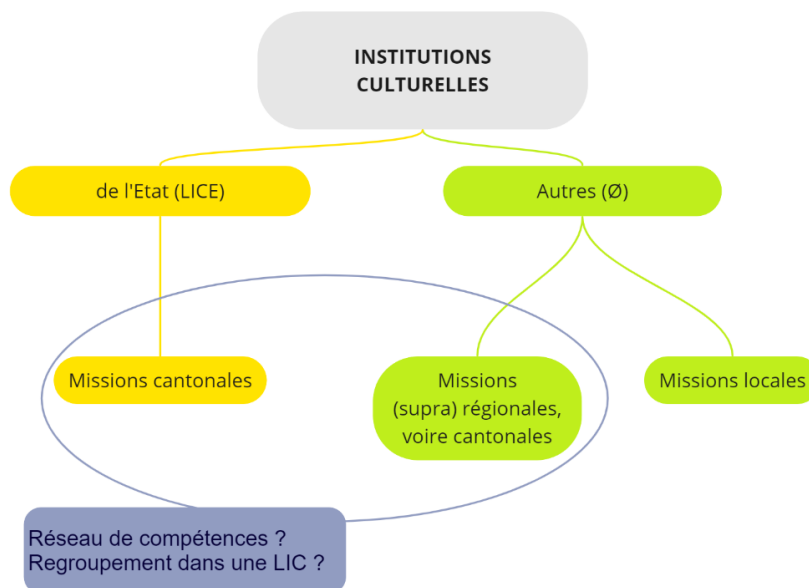 INSTITUTIONS
CULTURELLES
de l'Etat (LICE)
Autres (Ø)
Missions cantonales
Missions
(supra) régionales,
voire cantonales
Missions locales
Réseau de compétences ?
Regroupement dans une LIC ?